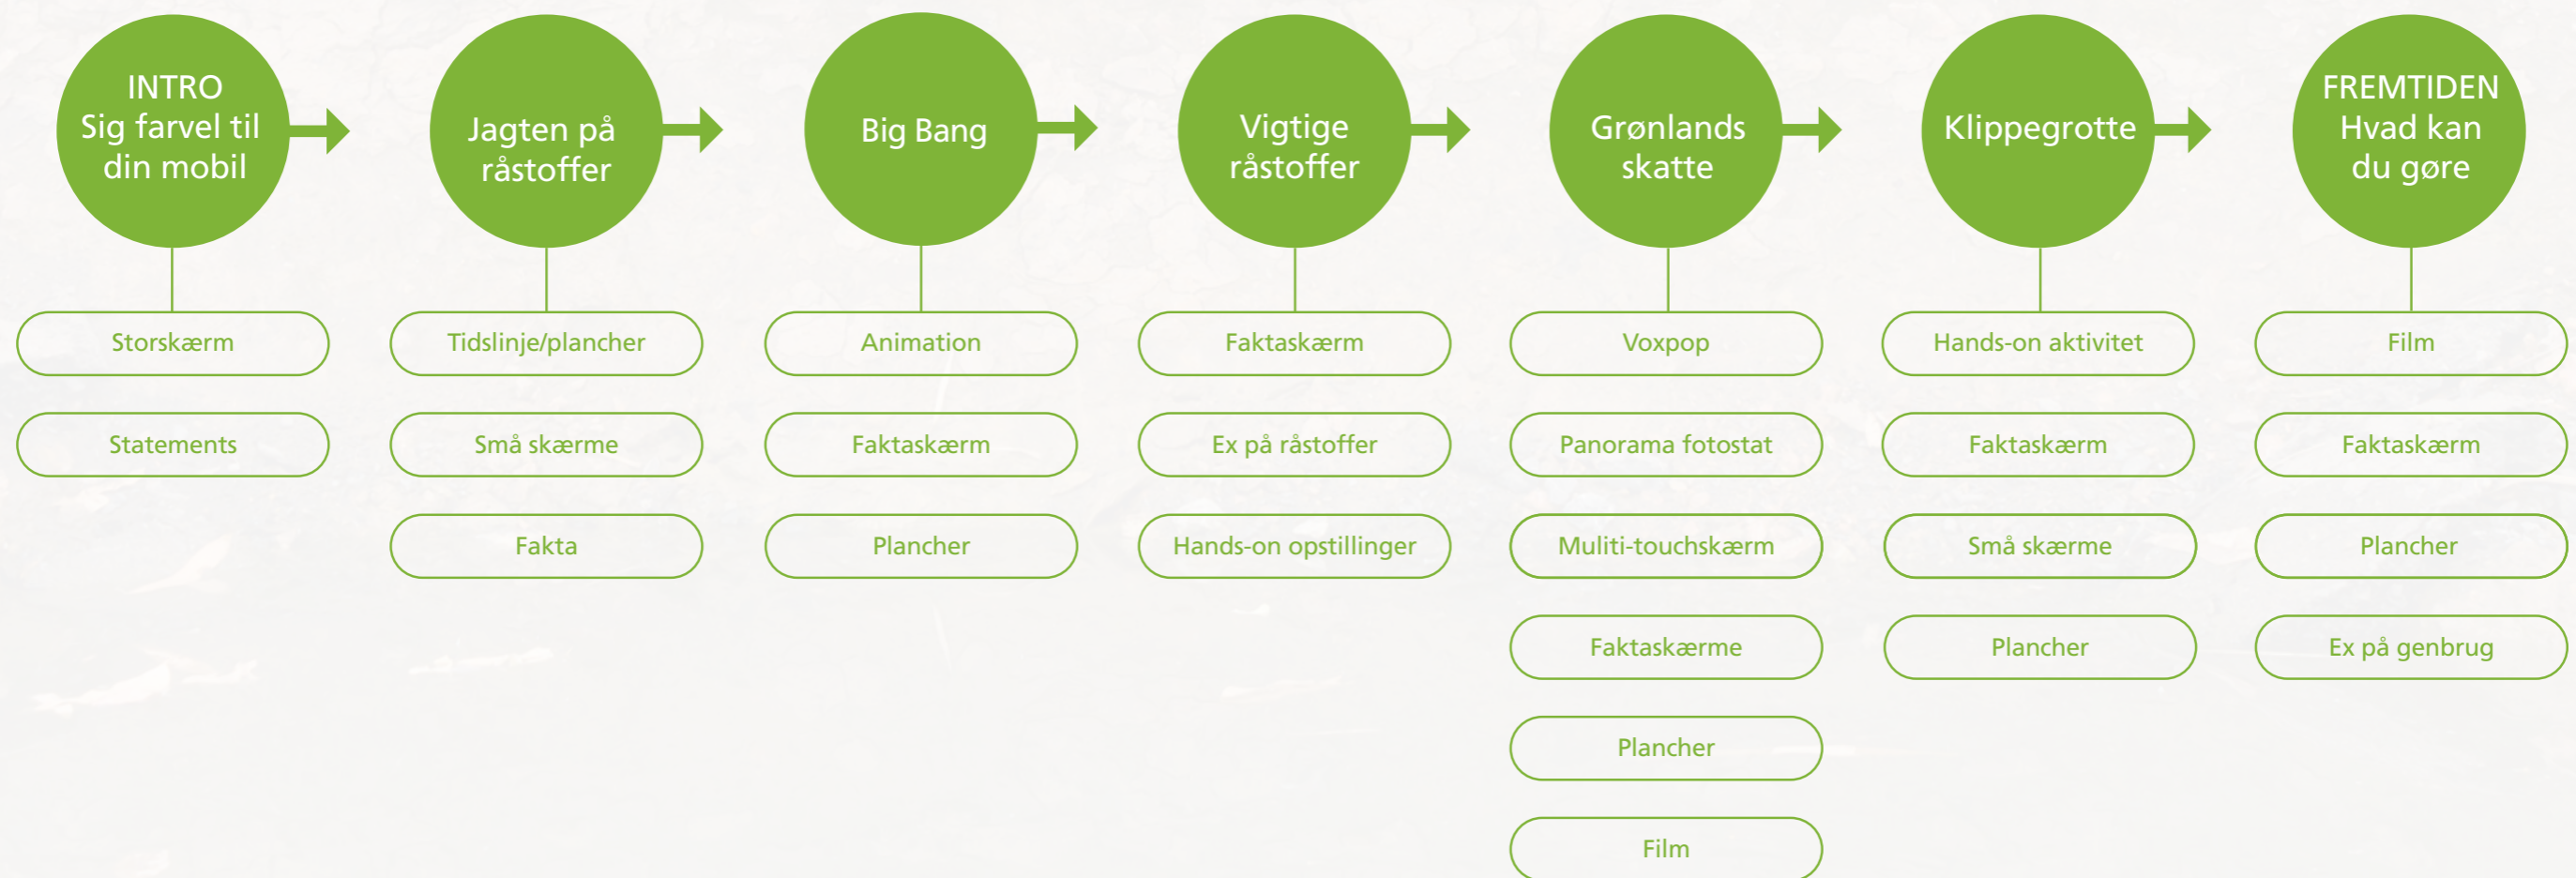 INTRO
Sig farvel til
din mobil
Jagten på
råstoffer
Big Bang
Vigtige
råstoffer
Grønlands
skatte
Klippegrotte
FREMTIDEN
Hvad kan
du gøre
Storskærm
Statements
Tidslinje/plancher
Små skærme
Fakta
Animation
Faktaskærm
Plancher
Faktaskærm
Ex på råstoffer
Hands-on opstillinger
Voxpop
Panorama fotostat
Muliti-touchskærm
Faktaskærme
Plancher
Film
Hands-on aktivitet
Faktaskærm
Små skærme
Plancher
Film
Faktaskærm
Plancher
Ex på genbrug